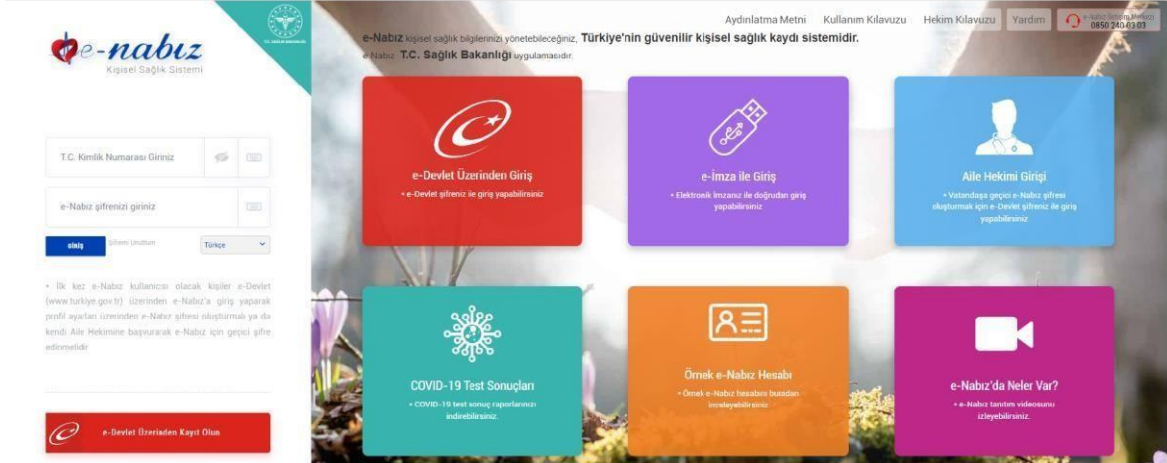 e-nabız
Kişisel Sağlık Sistemi
T.C. SAĞLIK BAKANLIĞI
T.C. Kimlik Numarası Giriniz
e-Nabız şifrenizi giriniz
GİRİŞ
Şifremi Unuttum
Türkçe
• İlk kez e-Nabız kullanıcısı olacak kişiler e-Devlet
(www.turkiye.gov.tr) üzerinden e-Nabız'a giriş yaparak
profil ayarları üzerinden e-Nabız şifresi oluşturmalı ya da
kendi Aile Hekimine başvurarak e-Nabız için geçici şifre
edinmelidir
e-Devlet Üzerinden Kayıt Olun
Aydınlatma Metni
Kullanım Kılavuzu
Hekim Kılavuzu
Yardım
e-Nabız İletişim Merkezi
0850 240 03 03
e-Nabız kişisel sağlık bilgilerinizi yönetebileceğiniz, Türkiye'nin güvenilir kişisel sağlık kaydı sistemidir.
e-Nabız T.C. Sağlık Bakanlığı uygulamasıdır.
e-Devlet Üzerinden Giriş
• e-Devlet şifreniz ile giriş yapabilirsiniz
e-İmza ile Giriş
• Elektronik İmzanız ile doğrudan giriş
yapabilirsiniz
Aile Hekimi Girişi
• Vatandaşa geçici e-Nabız şifresi
oluşturmak için e-Devlet şifreniz ile giriş
yapabilirsiniz
COVID-19 Test Sonuçları
• COVID-19 test sonuç raporlarınızı
indirebilirsiniz.
Örnek e-Nabız Hesabı
• Örnek e-Nabız hesabını buradan
inceleyebilirsiniz
e-Nabız'da Neler Var?
• e-Nabız tanıtım videosunu
izleyebilirsiniz.